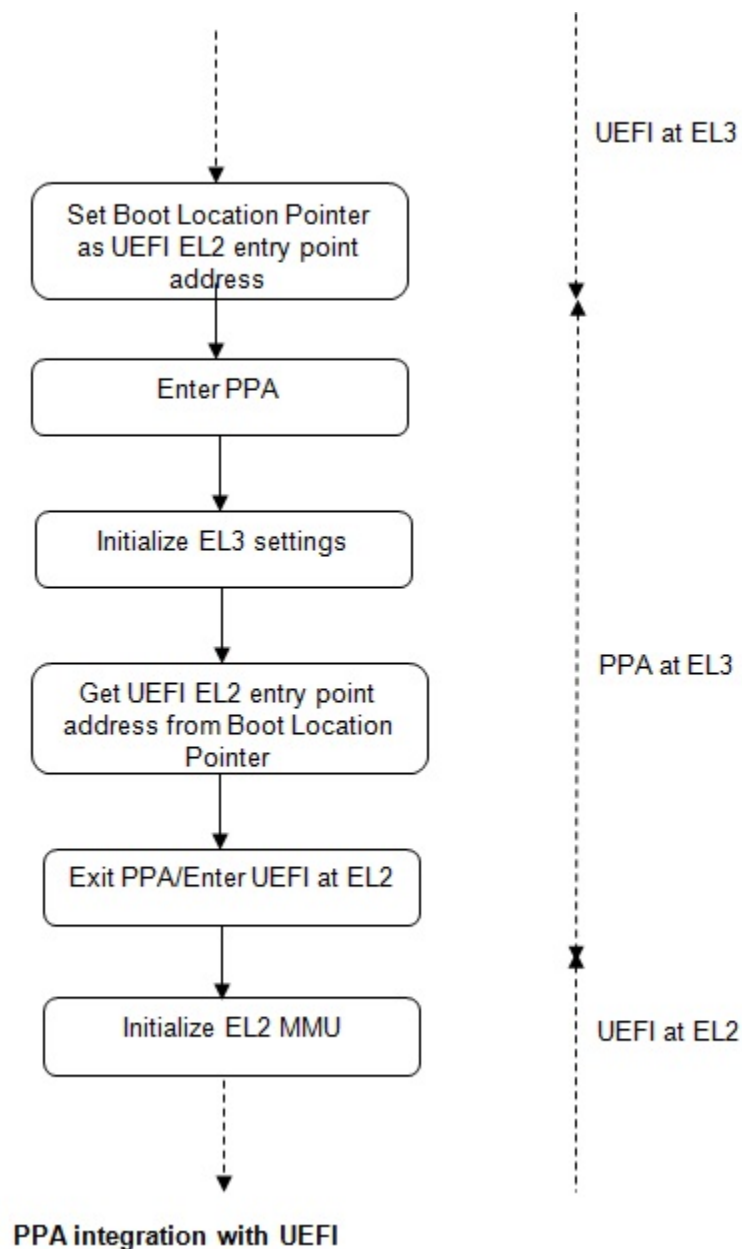 UEFI at EL3
Set Boot Location Pointer
as UEFI EL2 entry point
address
Enter PPA
Initialize EL3 settings
PPA at EL3
Get UEFI EL2 entry point
address from Boot Location
Pointer
Exit PPA/Enter UEFI at EL2
Initialize EL2 MMU
UEFI at EL2
PPA integration with UEFI